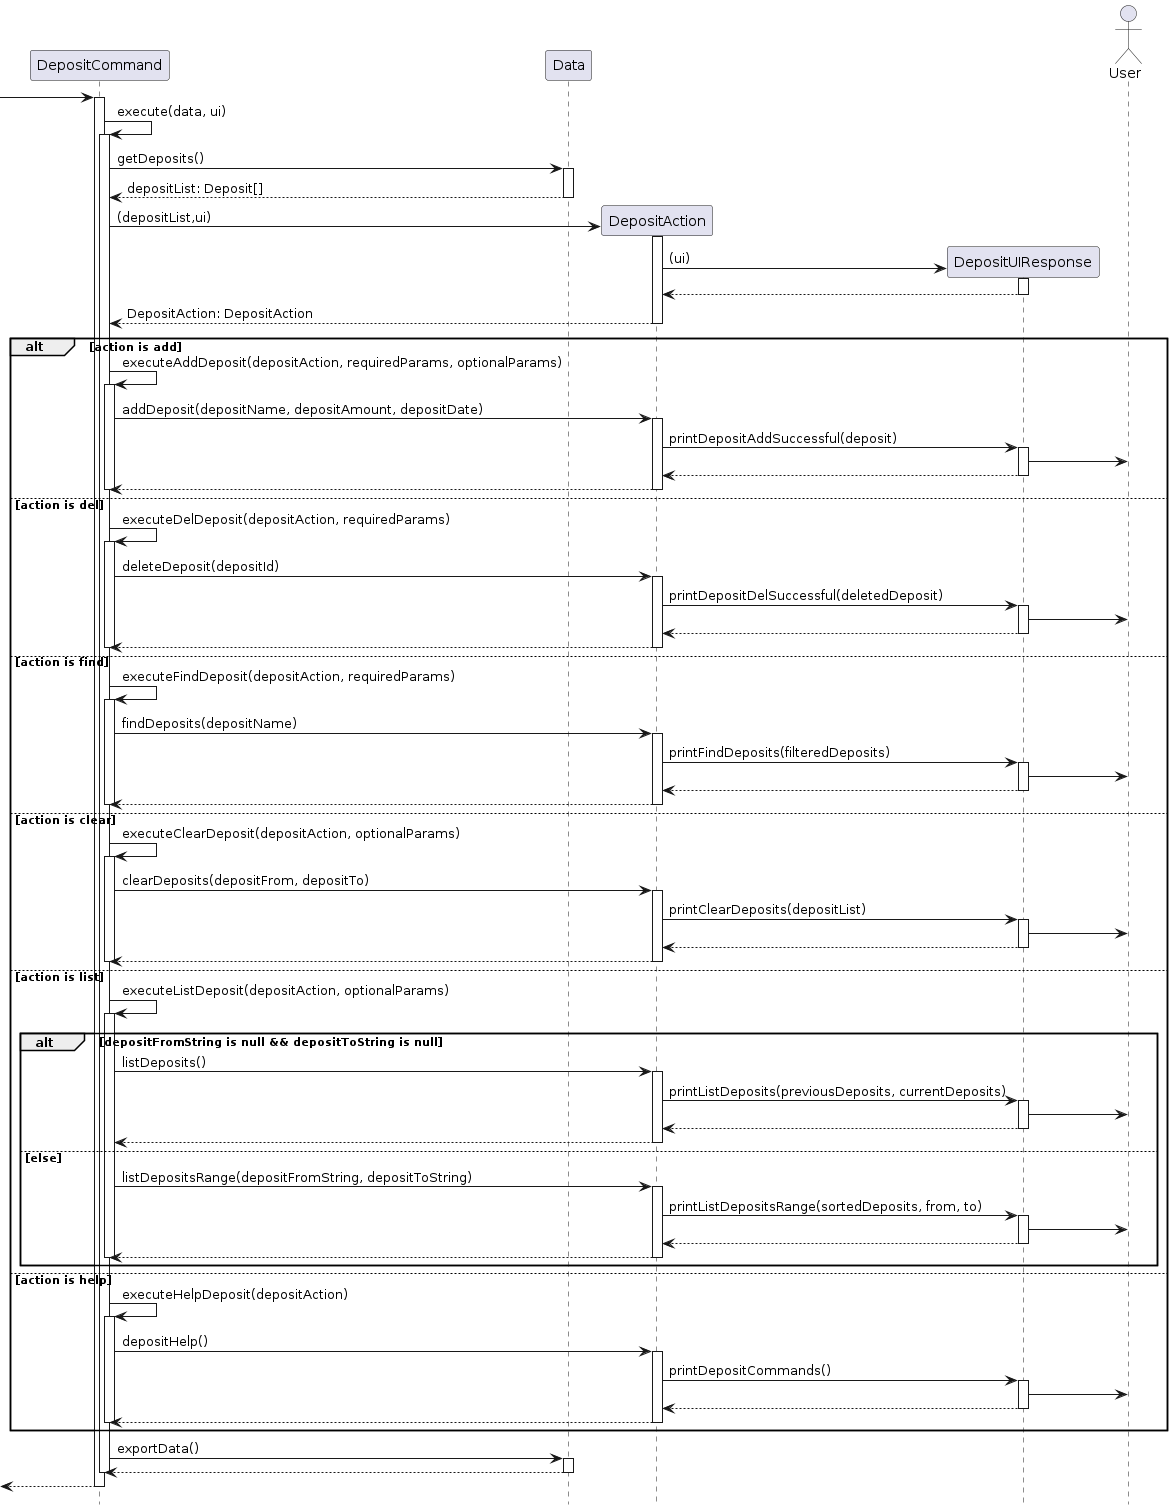 DepositCommand
Data
User
execute(data, ui)
getDeposits()
depositList: Deposit[]
(depositList,ui)
DepositAction
(ui)
DepositUIResponse
DepositAction: DepositAction
alt
[action is add]
executeAddDeposit(depositAction, requiredParams, optionalParams)
addDeposit(depositName, depositAmount, depositDate)
printDepositAddSuccessful(deposit)
[action is del]
executeDelDeposit(depositAction, requiredParams)
deleteDeposit(depositId)
printDepositDelSuccessful(deletedDeposit)
[action is find]
executeFindDeposit(depositAction, requiredParams)
findDeposits(depositName)
printFindDeposits(filteredDeposits)
[action is clear]
executeClearDeposit(depositAction, optionalParams)
clearDeposits(depositFrom, depositTo)
printClearDeposits(depositList)
[action is list]
executeListDeposit(depositAction, optionalParams)
alt
[depositFromString is null && depositToString is null]
listDeposits()
printListDeposits(previousDeposits, currentDeposits)
[else]
listDepositsRange(depositFromString, depositToString)
printListDepositsRange(sortedDeposits, from, to)
[action is help]
executeHelpDeposit(depositAction)
depositHelp()
printDepositCommands()
exportData()